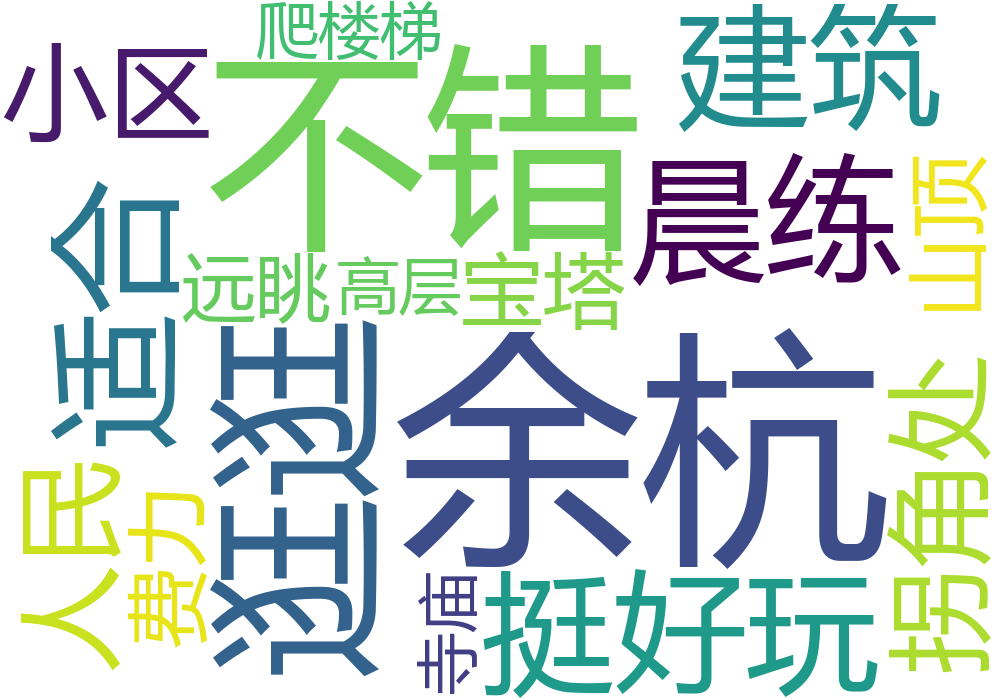 爬楼梯
小区
不错
建筑
晨练
山顶
适合
远眺
高层
宝塔
逛逛
余杭
拐角处
人民
费力
寺庙
挺好玩